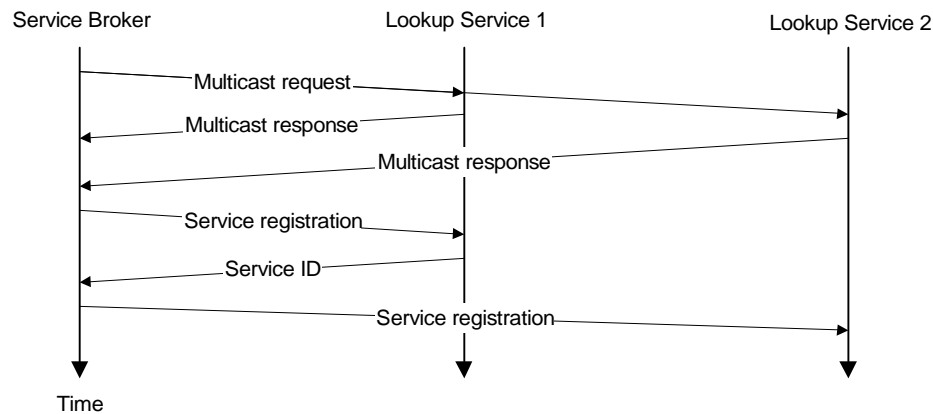 Service Broker
Lookup Service 1
Lookup Service 2
Multicast request
Multicast response
Multicast response
Service registration
Service ID
Service registration
Time